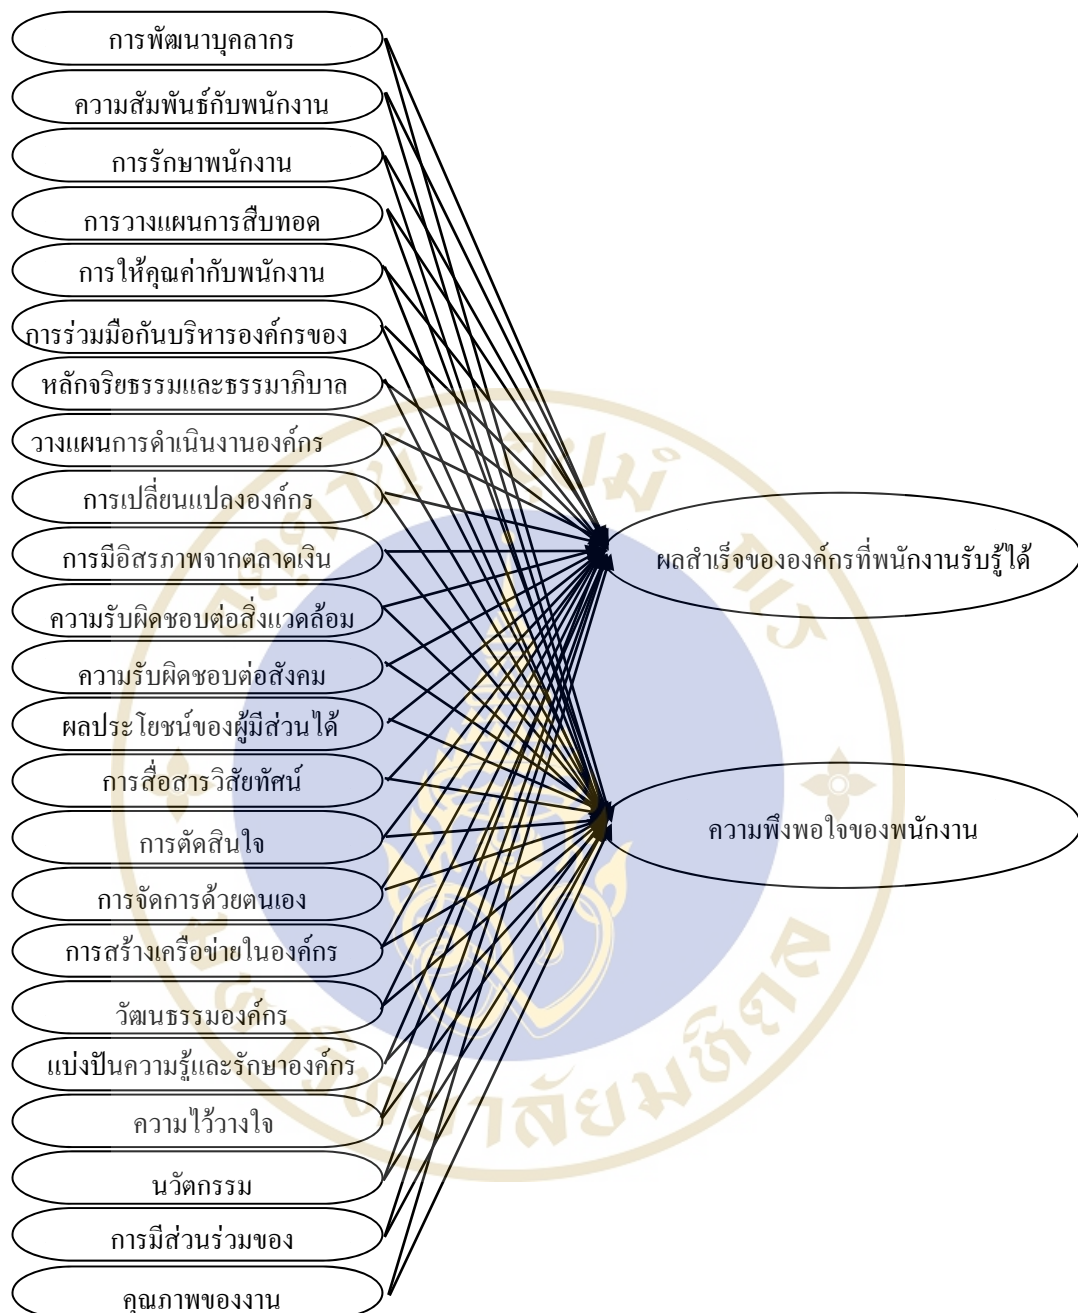 การพัฒนาบุคลากร
ความสัมพันธ์กับพนักงาน
การรักษาพนักงาน
การวางแผนการสืบทอด
การให้คุณค่ากับพนักงาน
การร่วมมือกันบริหารองค์กรของ
หลักจริยธรรมและธรรมาภิบาล
วางแผนการดำเนินงานองค์กร
การเปลี่ยนแปลงองค์กร
การมีอิสรภาพจากตลาดเงิน
ความรับผิดชอบต่อสิ่งแวดล้อม
ความรับผิดชอบต่อสังคม
ผลประโยชน์ของผู้มีส่วนได้
การสื่อสารวิสัยทัศน์
การตัดสินใจ
การจัดการด้วยตนเอง
การสร้างเครือข่ายในองค์กร
วัฒนธรรมองค์กร
แบ่งปันความรู้และรักษาองค์กร
ความไว้วางใจ
นวัตกรรม
การมีส่วนร่วมของ
คุณภาพของงาน
ผลสำเร็จขององค์กรที่พนักงานรับรู้ได้
ความพึงพอใจของพนักงาน